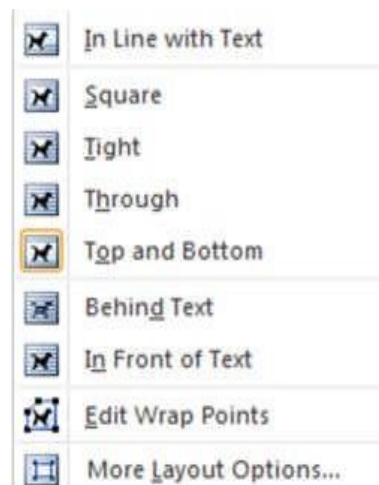 In Line with Text
Square
Tight
Through
Top and Bottom
Behind Text
In Front of Text
Edit Wrap Points
More Layout Options...